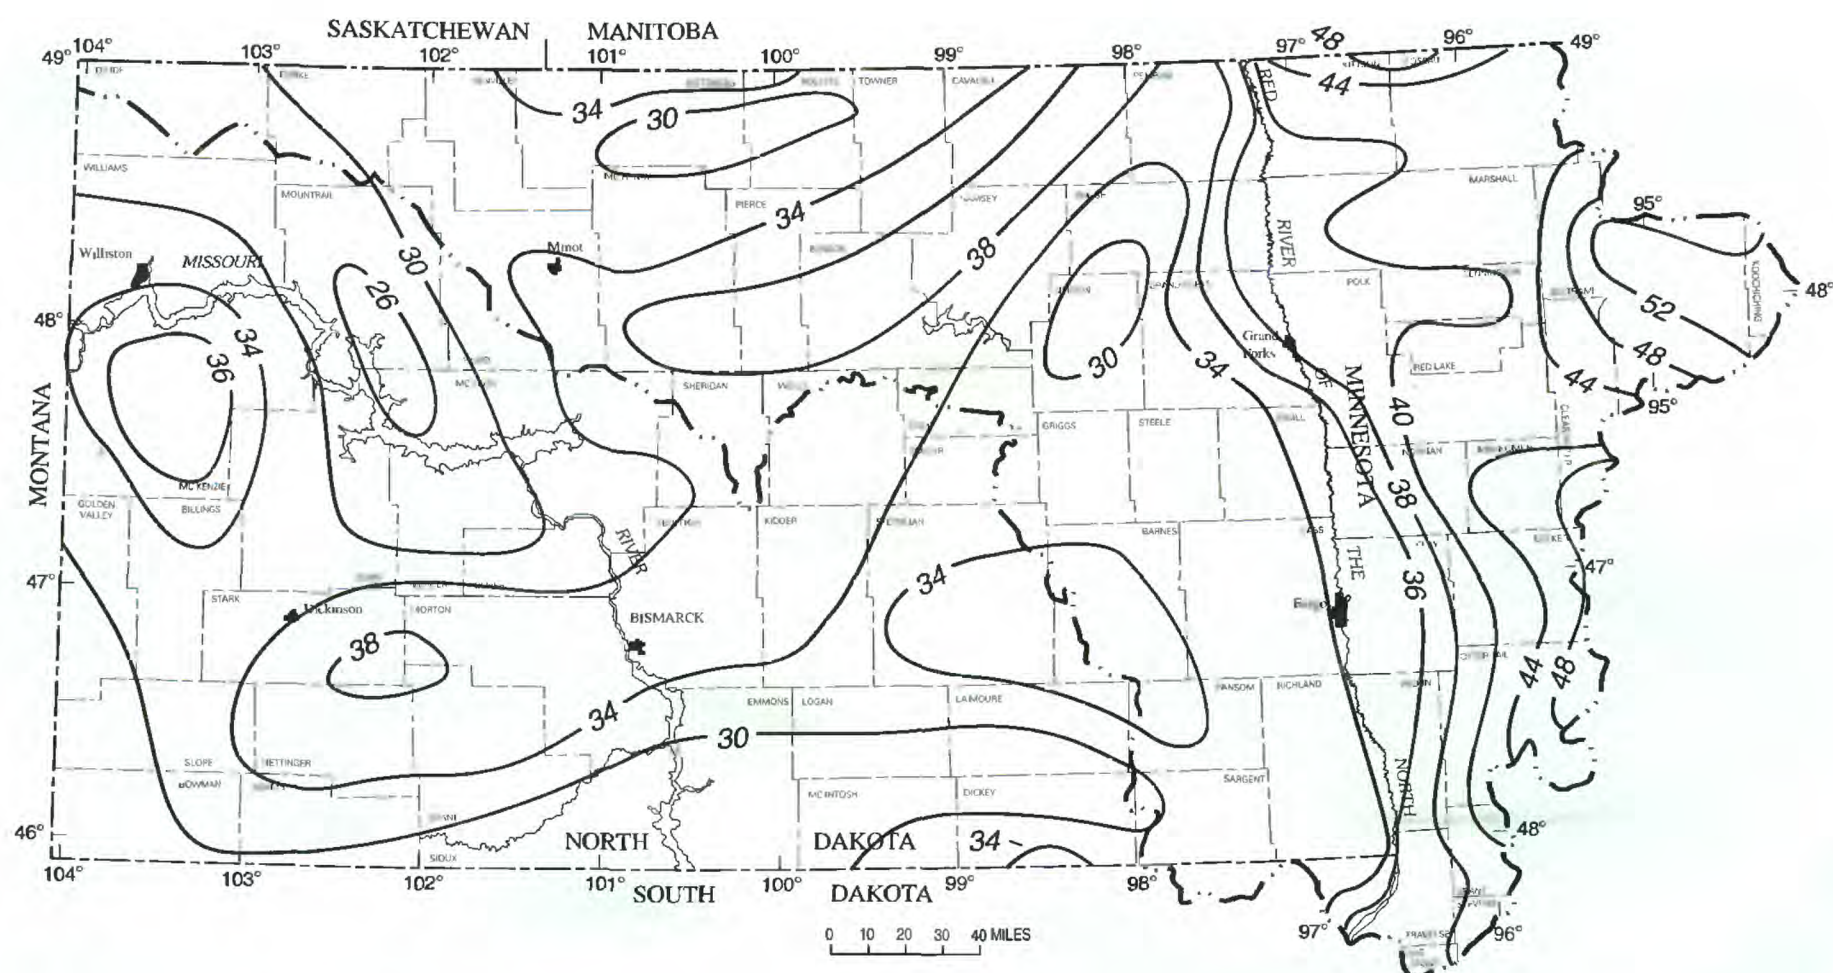 SASKATCHEWAN MANITOBA
49° 104° 103° 102° 101° 100° 99° 98° 97° 48 96° 49°
TOWNER
44
34
30
RED
WILLIAMS
MOUNTRAIL
PIERCE
MARSHALL
95°
34
38
30
Minot
Williston
MISSOURI
RIVER
KOOCHICHING
48°
26
POLK
52
48°
34
36
Grand
Forks
30
34
48
44
95°
OF
MINNESOTA
RED LAKE
SHERIDAN
40
MONTANA
GRIGGS
STEELE
38
MC KENZIE
GOLDEN
VALLEY
BILLINGS
KIDDER
BARNES
RIVER
THE
47°
47°
34
36
STARK
Dickinson
MORTON
BISMARCK
38
44
48
EMMONS
LOGAN
LA MOURE
RANSOM
RICHLAND
34
30
SLOPE
HETTINGER
BOWMAN
SARGENT
MC INTOSH
DICKEY
NORTH
46°
NORTH DAKOTA
34
48°
SIOUX
104° 103° 102° 101° 100° 99° 98°
SOUTH DAKOTA
97°
96°
0 10 20 30 40 MILES